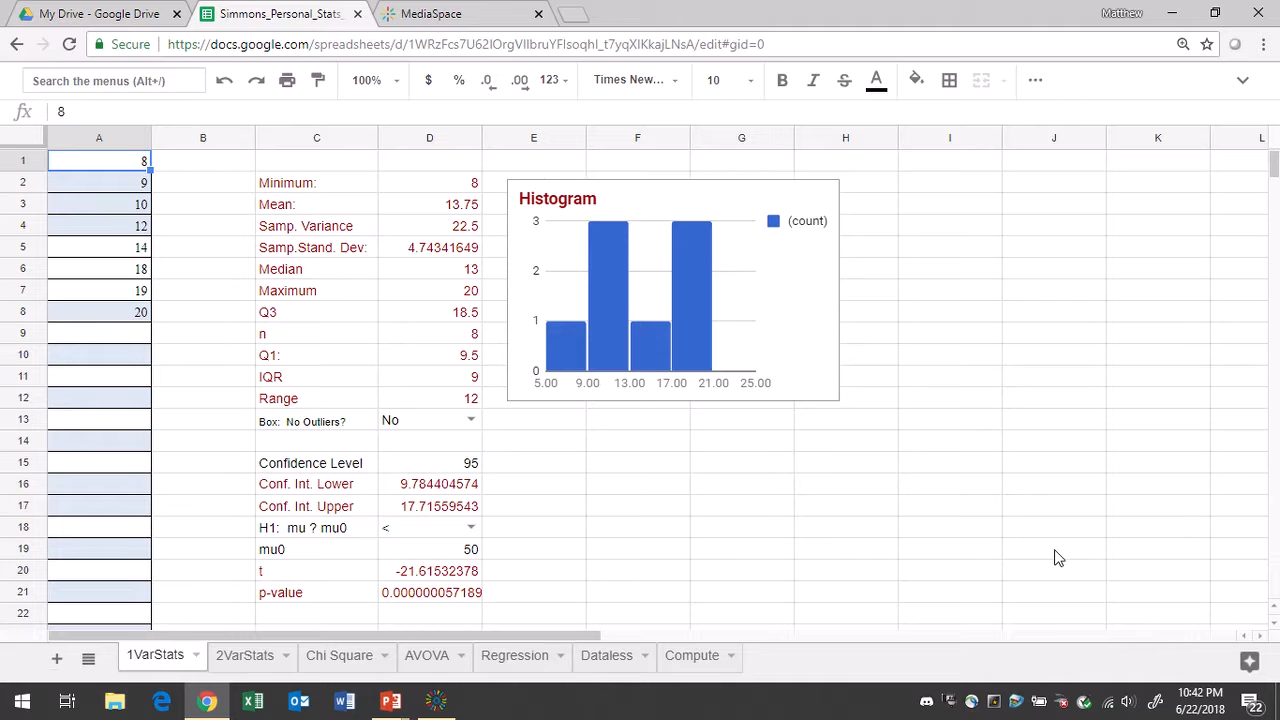 My Drive - Google Drive
Simmons_Personal_Stats_
MediaSpace
Matthew
Secure
https://docs.google.com/spreadsheets/d/1WRzFcs7U62IOrgVIIbruYFIsoqhI_t7yqXIKkajLNsA/edit#gid=0
Search the menus (Alt+/)
100%
$ % .0 .00 123
Times New...
10
B I S A
fx 8
A B C D E F G H I J K L
1 8
2 9 Minimum: 8
3 10 Mean: 13.75
4 12 Samp. Variance 22.5
5 14 Samp.Stand. Dev: 4.74341649
6 18 Median 13
7 19 Maximum 20
8 20 Q3 18.5
9 n 8
10 Q1: 9.5
11 IQR 9
12 Range 12
13 Box: No Outliers? No
14
15 Confidence Level 95
16 Conf. Int. Lower 9.784404574
17 Conf. Int. Upper 17.71559543
18 H1: mu ? mu0 <
19 mu0 50
20 t -21.61532378
21 p-value 0.000000057189
22
Histogram
(count)
3
2
1
0
5.00 9.00 13.00 17.00 21.00 25.00
1VarStats 2VarStats Chi Square AVOVA Regression Dataless Compute
10:42 PM
6/22/2018
22